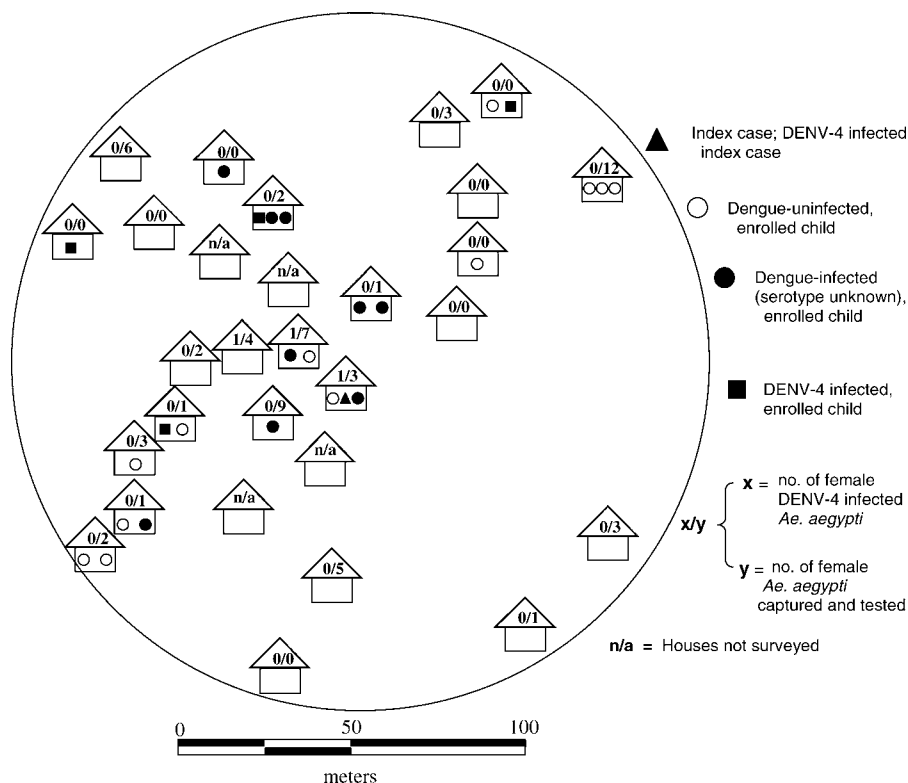 0/0
0/3
0/6
0/0
0/12
0/2
0/0
0/0
0/0
n/a
0/0
n/a
0/1
0/0
1/7
1/4
0/2
1/3
0/1
0/9
0/3
n/a
0/1
n/a
0/2
0/3
0/5
0/1
0/0
Index case; DENV-4 infected
index case
Dengue-uninfected,
enrolled child
Dengue-infected
(serotype unknown),
enrolled child
DENV-4 infected,
enrolled child
x/y
x = no. of female
DENV-4 infected
Ae. aegypti
y = no. of female
Ae. aegypti
captured and tested
n/a = Houses not surveyed
0 50 100
meters